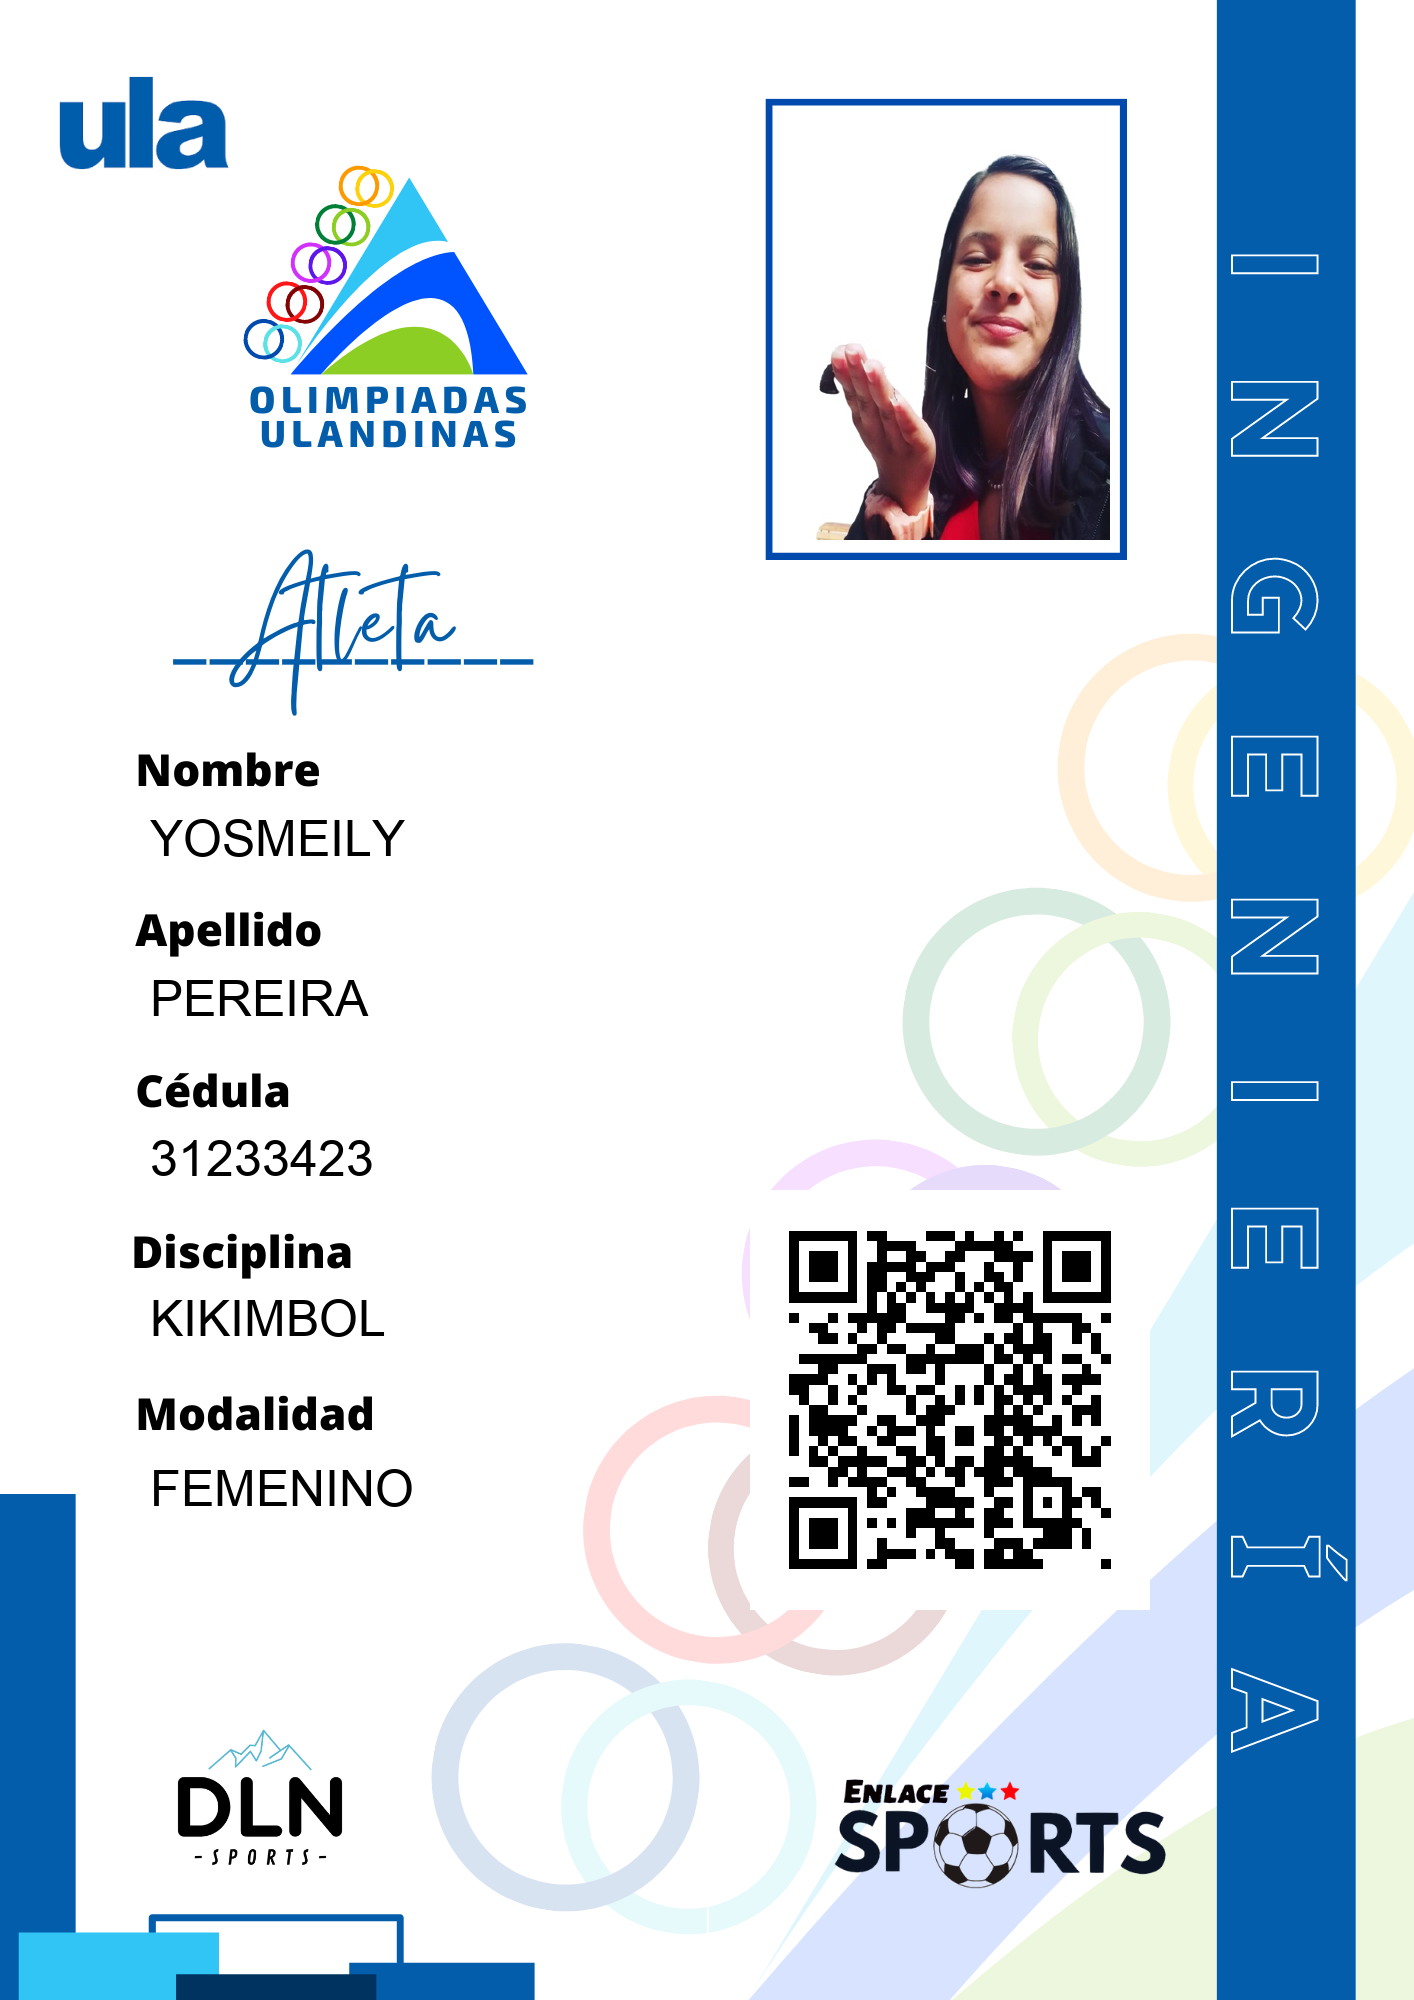 ula
OLIMPIADAS
ULANDINAS
Atleta
Nombre
YOSMEILY
Apellido
PEREIRA
Cédula
31233423
Disciplina
KIKIMBOL
Modalidad
FEMENINO
DLN
-SPORTS-
ENLACE
SPORTS
INGENIERÍA